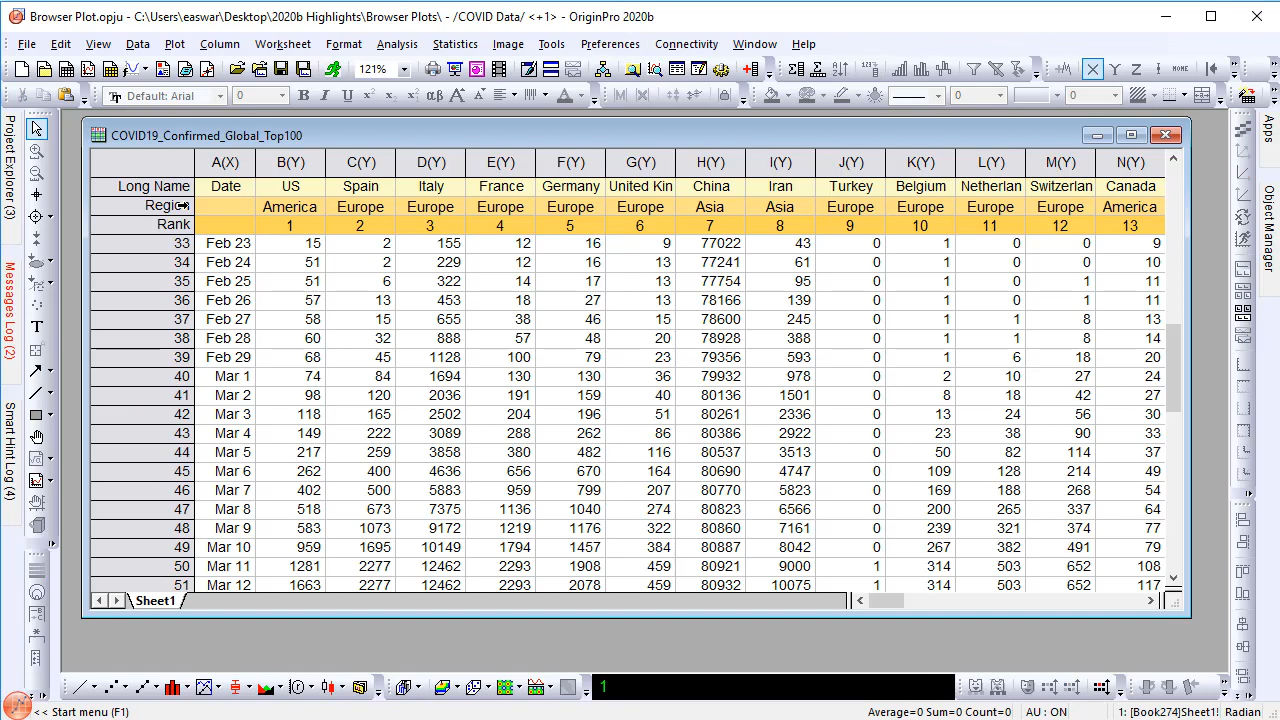 Browser Plot.opju - C:\Users\easwar\Desktop\2020b Highlights\Browser Plots\ - /COVID Data/ <+1> - OriginPro 2020b
File Edit View Data Plot Column Worksheet Format Analysis Statistics Image Tools Preferences Connectivity Window Help
121%
Default: Arial 0 B I U αβ A A A 0 0
Project Explorer (3)
Messages Log (2)
Smart Hint Log (4)
Apps
Object Manager
COVID19_Confirmed_Global_Top100
A(X) B(Y) C(Y) D(Y) E(Y) F(Y) G(Y) H(Y) I(Y) J(Y) K(Y) L(Y) M(Y) N(Y)
Long Name Date US Spain Italy France Germany United Kin China Iran Turkey Belgium Netherlan Switzerlan Canada
Region America Europe Europe Europe Europe Europe Asia Asia Europe Europe Europe Europe America
Rank 1 2 3 4 5 6 7 8 9 10 11 12 13
33 Feb 23 15 2 155 12 16 9 77022 43 0 1 0 0 9
34 Feb 24 51 2 229 12 16 13 77241 61 0 1 0 0 10
35 Feb 25 51 6 322 14 17 13 77754 95 0 1 0 1 11
36 Feb 26 57 13 453 18 27 13 78166 139 0 1 0 1 11
37 Feb 27 58 15 655 38 46 15 78600 245 0 1 1 8 13
38 Feb 28 60 32 888 57 48 20 78928 388 0 1 1 8 14
39 Feb 29 68 45 1128 100 79 23 79356 593 0 1 6 18 20
40 Mar 1 74 84 1694 130 130 36 79932 978 0 2 10 27 24
41 Mar 2 98 120 2036 191 159 40 80136 1501 0 8 18 42 27
42 Mar 3 118 165 2502 204 196 51 80261 2336 0 13 24 56 30
43 Mar 4 149 222 3089 288 262 86 80386 2922 0 23 38 90 33
44 Mar 5 217 259 3858 380 482 116 80537 3513 0 50 82 114 37
45 Mar 6 262 400 4636 656 670 164 80690 4747 0 109 128 214 49
46 Mar 7 402 500 5883 959 799 207 80770 5823 0 169 188 268 54
47 Mar 8 518 673 7375 1136 1040 274 80823 6566 0 200 265 337 64
48 Mar 9 583 1073 9172 1219 1176 322 80860 7161 0 239 321 374 77
49 Mar 10 959 1695 10149 1794 1457 384 80887 8042 0 267 382 491 79
50 Mar 11 1281 2277 12462 2293 1908 459 80921 9000 1 314 503 652 108
51 Mar 12 1663 2277 12462 2293 2078 459 80932 10075 1 314 503 652 117
Sheet1
1
<< Start menu (F1) Average=0 Sum=0 Count=0 AU : ON 1: [Book274]Sheet1! Radian